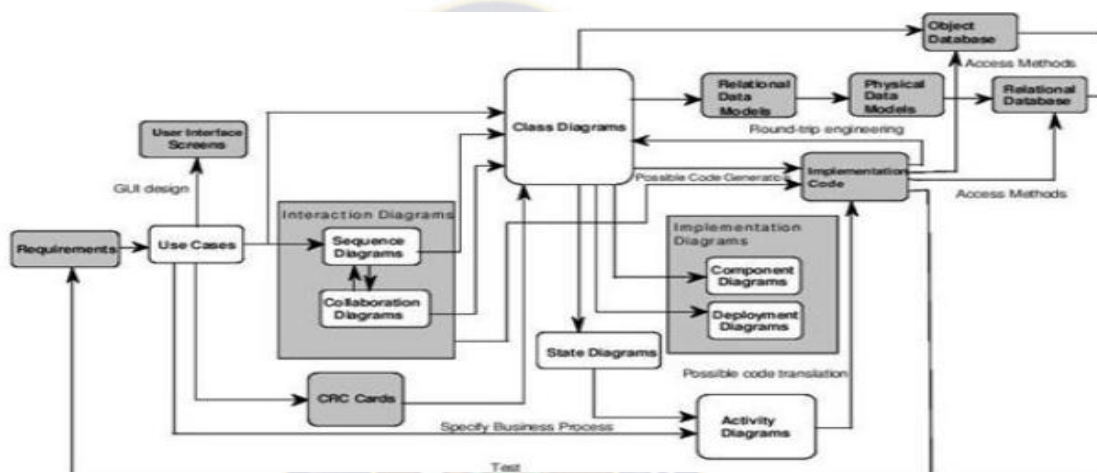 Object
Database
Access Methods
Relational
Data
Models
Physical
Data
Models
Relational
Database
Class Diagrams
Round-trip engineering
User Interface
Screens
GUI design
Possible Code Generatic
Implementation
Code
Access Methods
Interaction Diagrams
Requirements
Use Cases
Sequence
Diagrams
Implementation
Diagrams
Component
Diagrams
Collaboration
Diagrams
Deployment
Diagrams
State Diagrams
Possible code translation
CRC Cards
Specify Business Process
Activity
Diagrams
Test